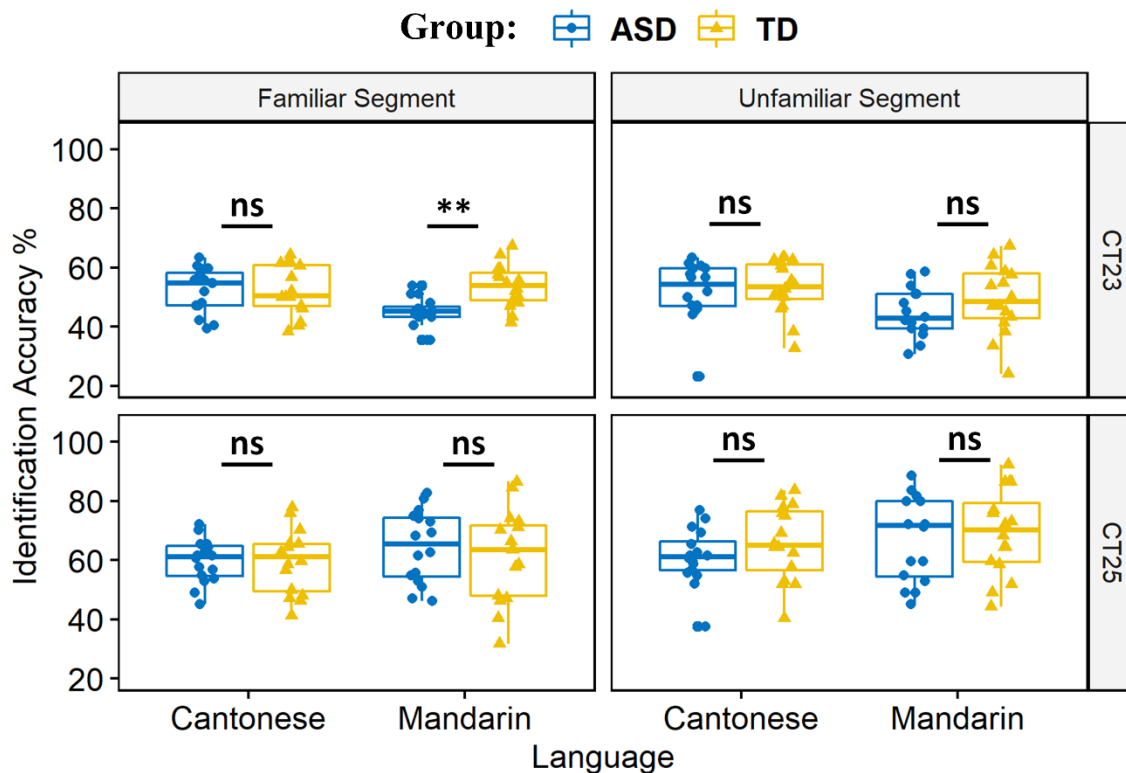 Group: ASD TD
Familiar Segment Unfamiliar Segment
Identification Accuracy %
100
80
60
40
20
ns ** ns ns
CT23
100
80
60
40
20
ns ns ns ns
CT25
Cantonese Mandarin Cantonese Mandarin
Language